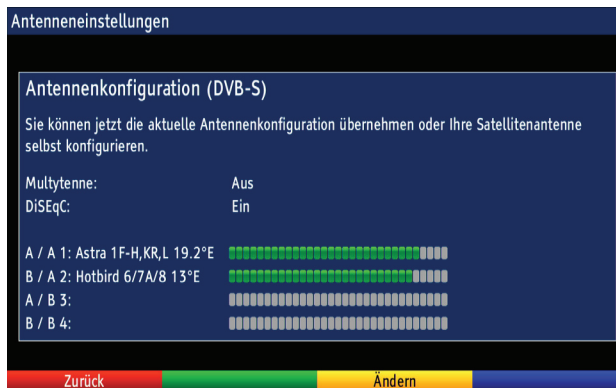 Antenneneinstellungen
Antennenkonfiguration (DVB-S)
Sie können jetzt die aktuelle Antennenkonfiguration übernehmen oder Ihre Satellitenantenne
selbst konfigurieren.
Multytenne: Aus
DiSEqC: Ein
A / A 1: Astra 1F-H,KR,L 19.2°E
B / A 2: Hotbird 6/7A/8 13°E
A / B 3:
B / B 4:
Zurück Ändern